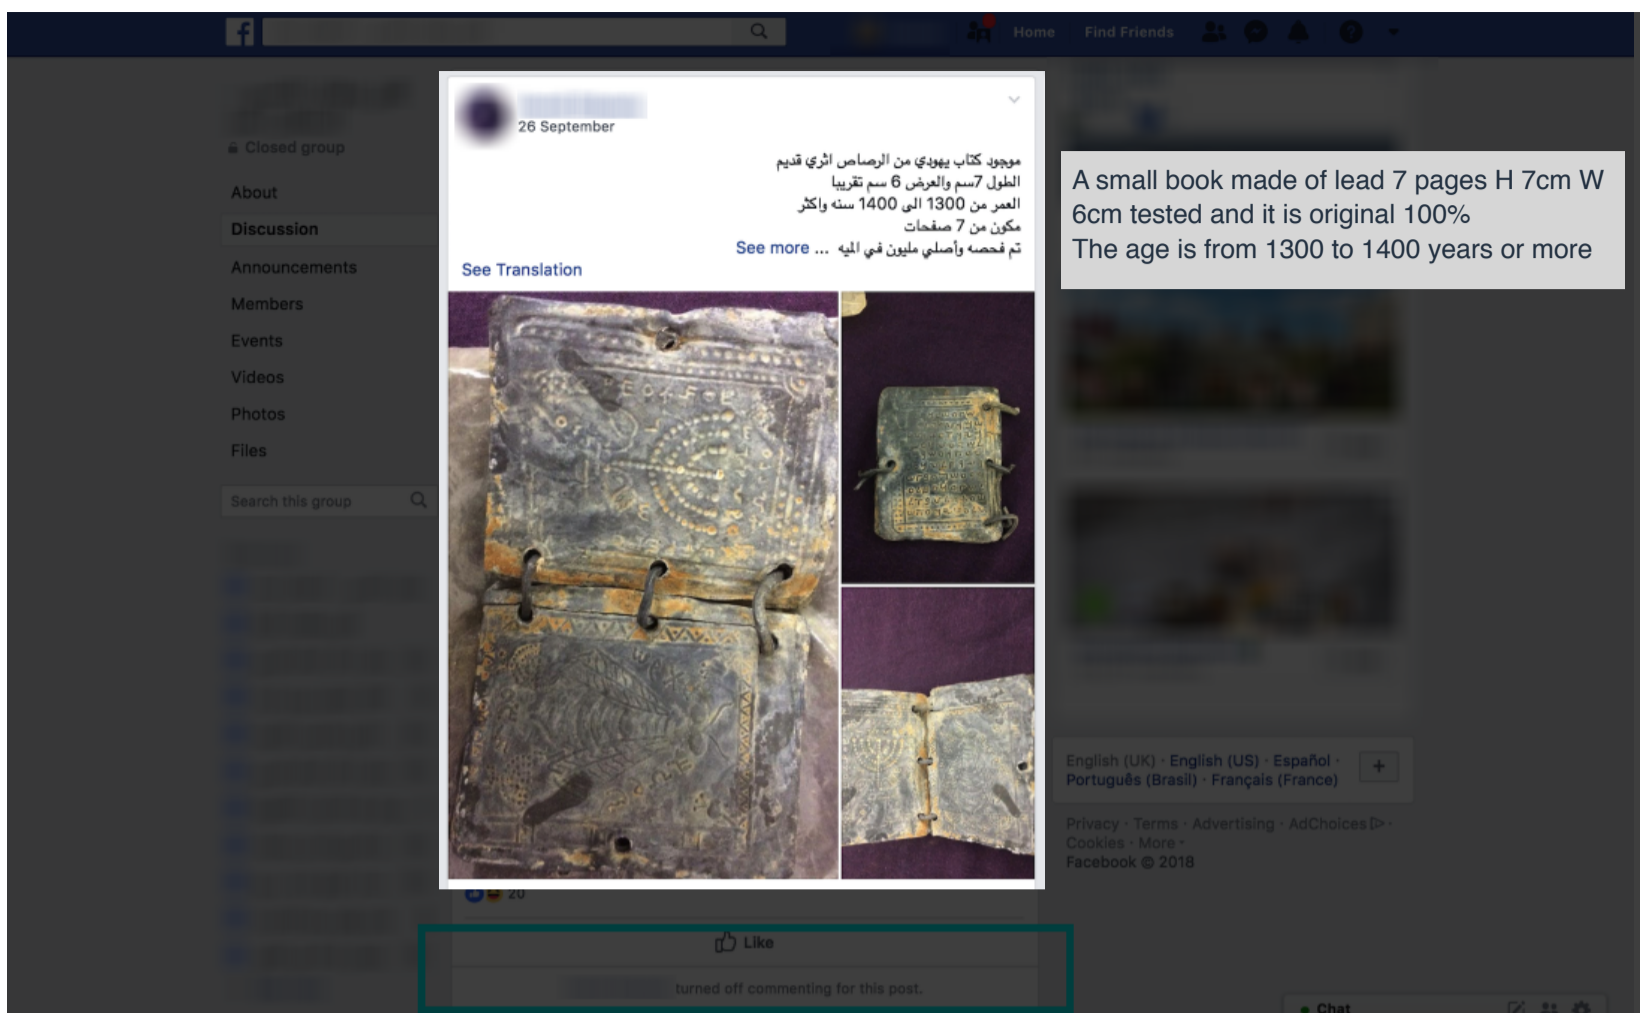 Home
Find Friends
Closed group
About
Discussion
Announcements
Members
Events
Videos
Photos
Files
Search this group
26 September
موجود كتاب يهودي من الرصاص اثري قديم
الطول 7سم والعرض 6 سم تقريبا
العمر من 1300 الى 1400 سنه واكثر
مكون من 7 صفحات
تم فحصه وأصلي مليون في الميه ... See more
See Translation
20
Like
turned off commenting for this post.
A small book made of lead 7 pages H 7cm W
6cm tested and it is original 100%
The age is from 1300 to 1400 years or more
English (UK) · English (US) · Español ·
Português (Brasil) · Français (France)
Privacy · Terms · Advertising · AdChoices ·
Cookies · More
Facebook © 2018
Chat